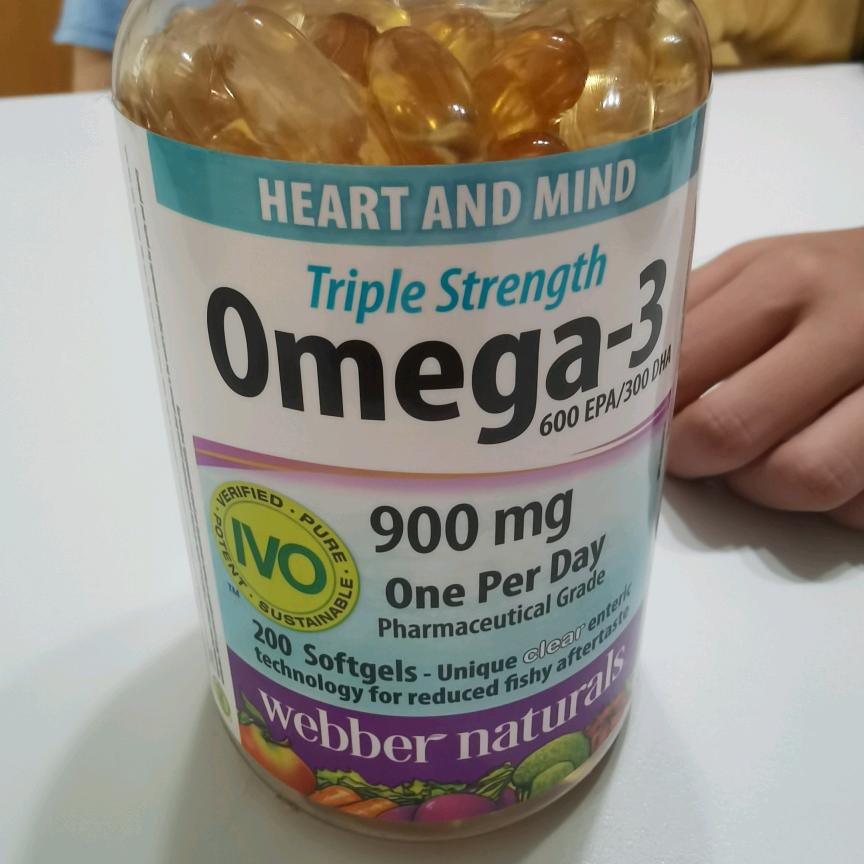 HEART AND MIND
Triple Strength
Omega-3
600 EPA/300 DHA
VERIFIED · PURE · SUSTAINABLE · POTENT ·
IVO
TM
900 mg
One Per Day
Pharmaceutical Grade
200 Softgels - Unique clear enteric
technology for reduced fishy aftertaste
webber naturals